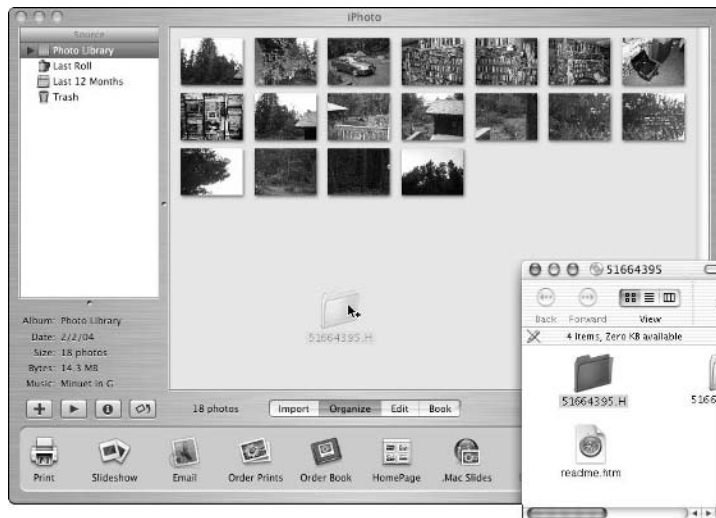 iPhoto
Source
Photo Library
Last Roll
Last 12 Months
Trash
51664395.H
Album: Photo Library
Date: 2/2/04
Size: 18 photos
Bytes: 14.3 MB
Music: Minuet in G
18 photos
Import Organize Edit Book
Print Slideshow Email Order Prints Order Book HomePage .Mac Slides
51664395
Back Forward View
4 items, Zero KB available
51664395.H
readme.htm